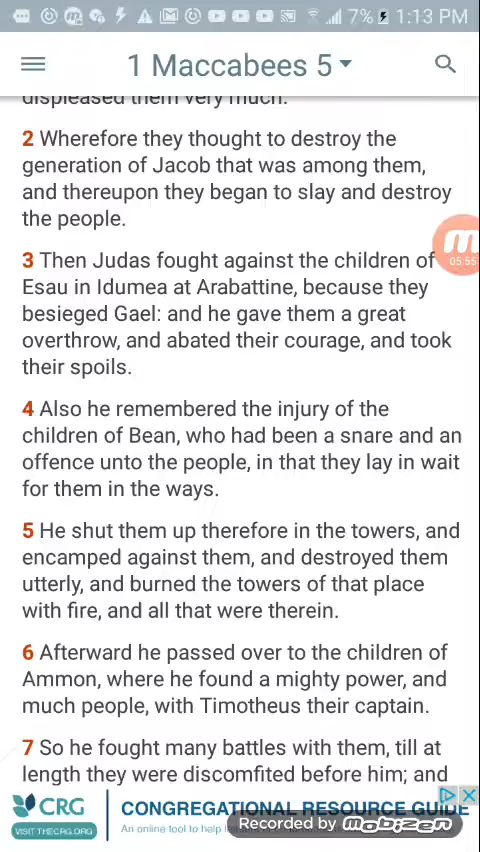 7% 1:13 PM
1 Maccabees 5
displeased them very much.
2 Wherefore they thought to destroy the
generation of Jacob that was among them,
and thereupon they began to slay and destroy
the people.
3 Then Judas fought against the children of
Esau in Idumea at Arabattine, because they
besieged Gael: and he gave them a great
overthrow, and abated their courage, and took
their spoils.
05:55
4 Also he remembered the injury of the
children of Bean, who had been a snare and an
offence unto the people, in that they lay in wait
for them in the ways.
5 He shut them up therefore in the towers, and
encamped against them, and destroyed them
utterly, and burned the towers of that place
with fire, and all that were therein.
6 Afterward he passed over to the children of
Ammon, where he found a mighty power, and
much people, with Timotheus their captain.
7 So he fought many battles with them, till at
length they were discomfited before him; and
CRG
VISIT THECRG.ORG
CONGREGATIONAL RESOURCE GUIDE
An online tool to help
Recorded by mobizen